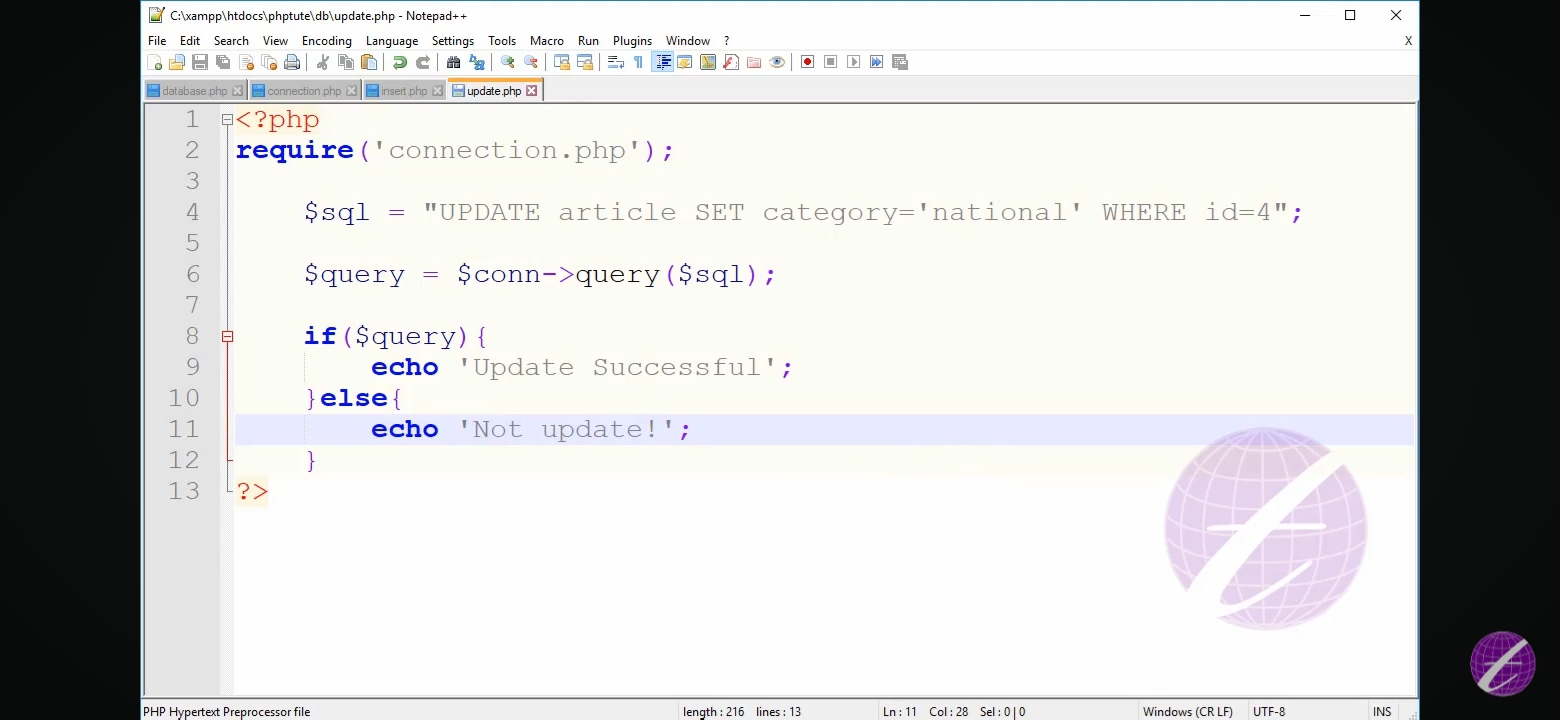 C:\xampp\htdocs\phptute\db\update.php - Notepad++
File Edit Search View Encoding Language Settings Tools Macro Run Plugins Window ? X
database.php connection.php insert.php update.php
1 <?php
2 require('connection.php');
3
4 $sql = "UPDATE article SET category='national' WHERE id=4";
5
6 $query = $conn->query($sql);
7
8 if($query){
9 echo 'Update Successful';
10 }else{
11 echo 'Not update!';
12 }
13 ?>
PHP Hypertext Preprocessor file length : 216 lines : 13 Ln : 11 Col : 28 Sel : 0 | 0 Windows (CR LF) UTF-8 INS